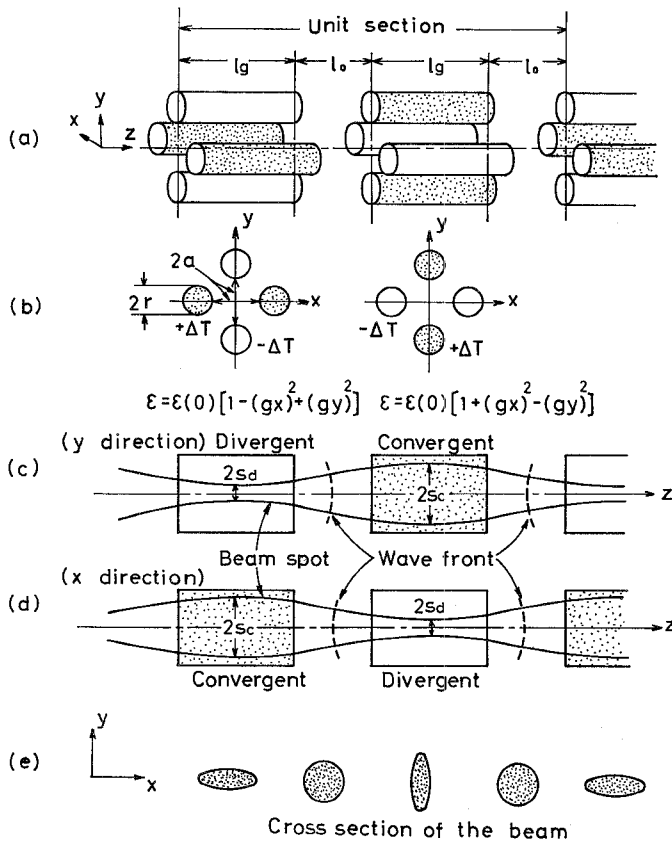 Unit section
lg lo lg lo
(a)
y
x
z
(b)
y y
2a
2r
x x
+ΔT -ΔT
-ΔT +ΔT
ε=ε(0)[1-(gx)²+(gy)²] ε=ε(0)[1+(gx)²-(gy)²]
(y direction) Divergent Convergent
(c)
2sd
2sc
z
Beam spot Wave front
(x direction)
(d)
2sc
2sd
z
Convergent Divergent
(e)
y
x
Cross section of the beam